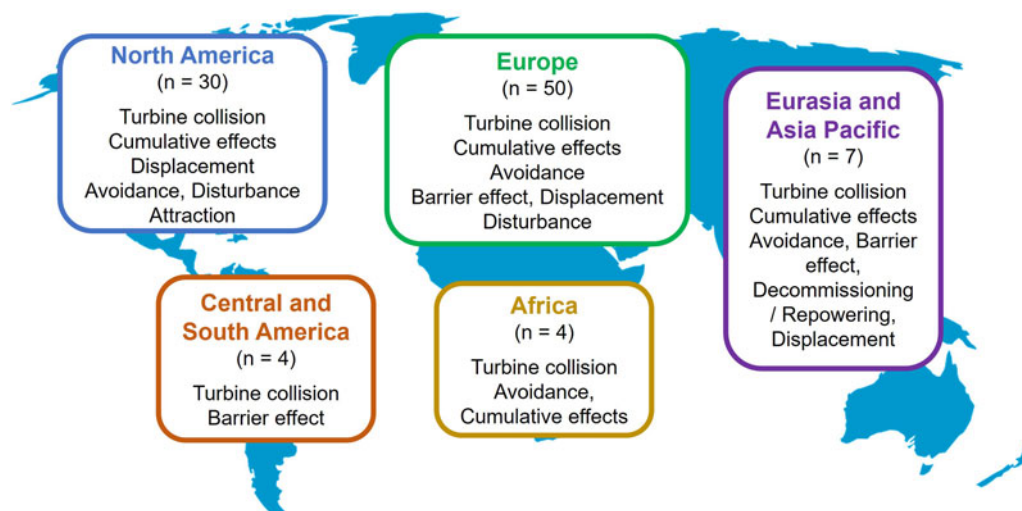 North America
(n = 30)
Turbine collision
Cumulative effects
Displacement
Avoidance, Disturbance
Attraction
Europe
(n = 50)
Turbine collision
Cumulative effects
Avoidance
Barrier effect, Displacement
Disturbance
Eurasia and
Asia Pacific
(n = 7)
Turbine collision
Cumulative effects
Avoidance, Barrier
effect,
Decommissioning
/ Repowering,
Displacement
Central and
South America
(n = 4)
Turbine collision
Barrier effect
Africa
(n = 4)
Turbine collision
Avoidance,
Cumulative effects